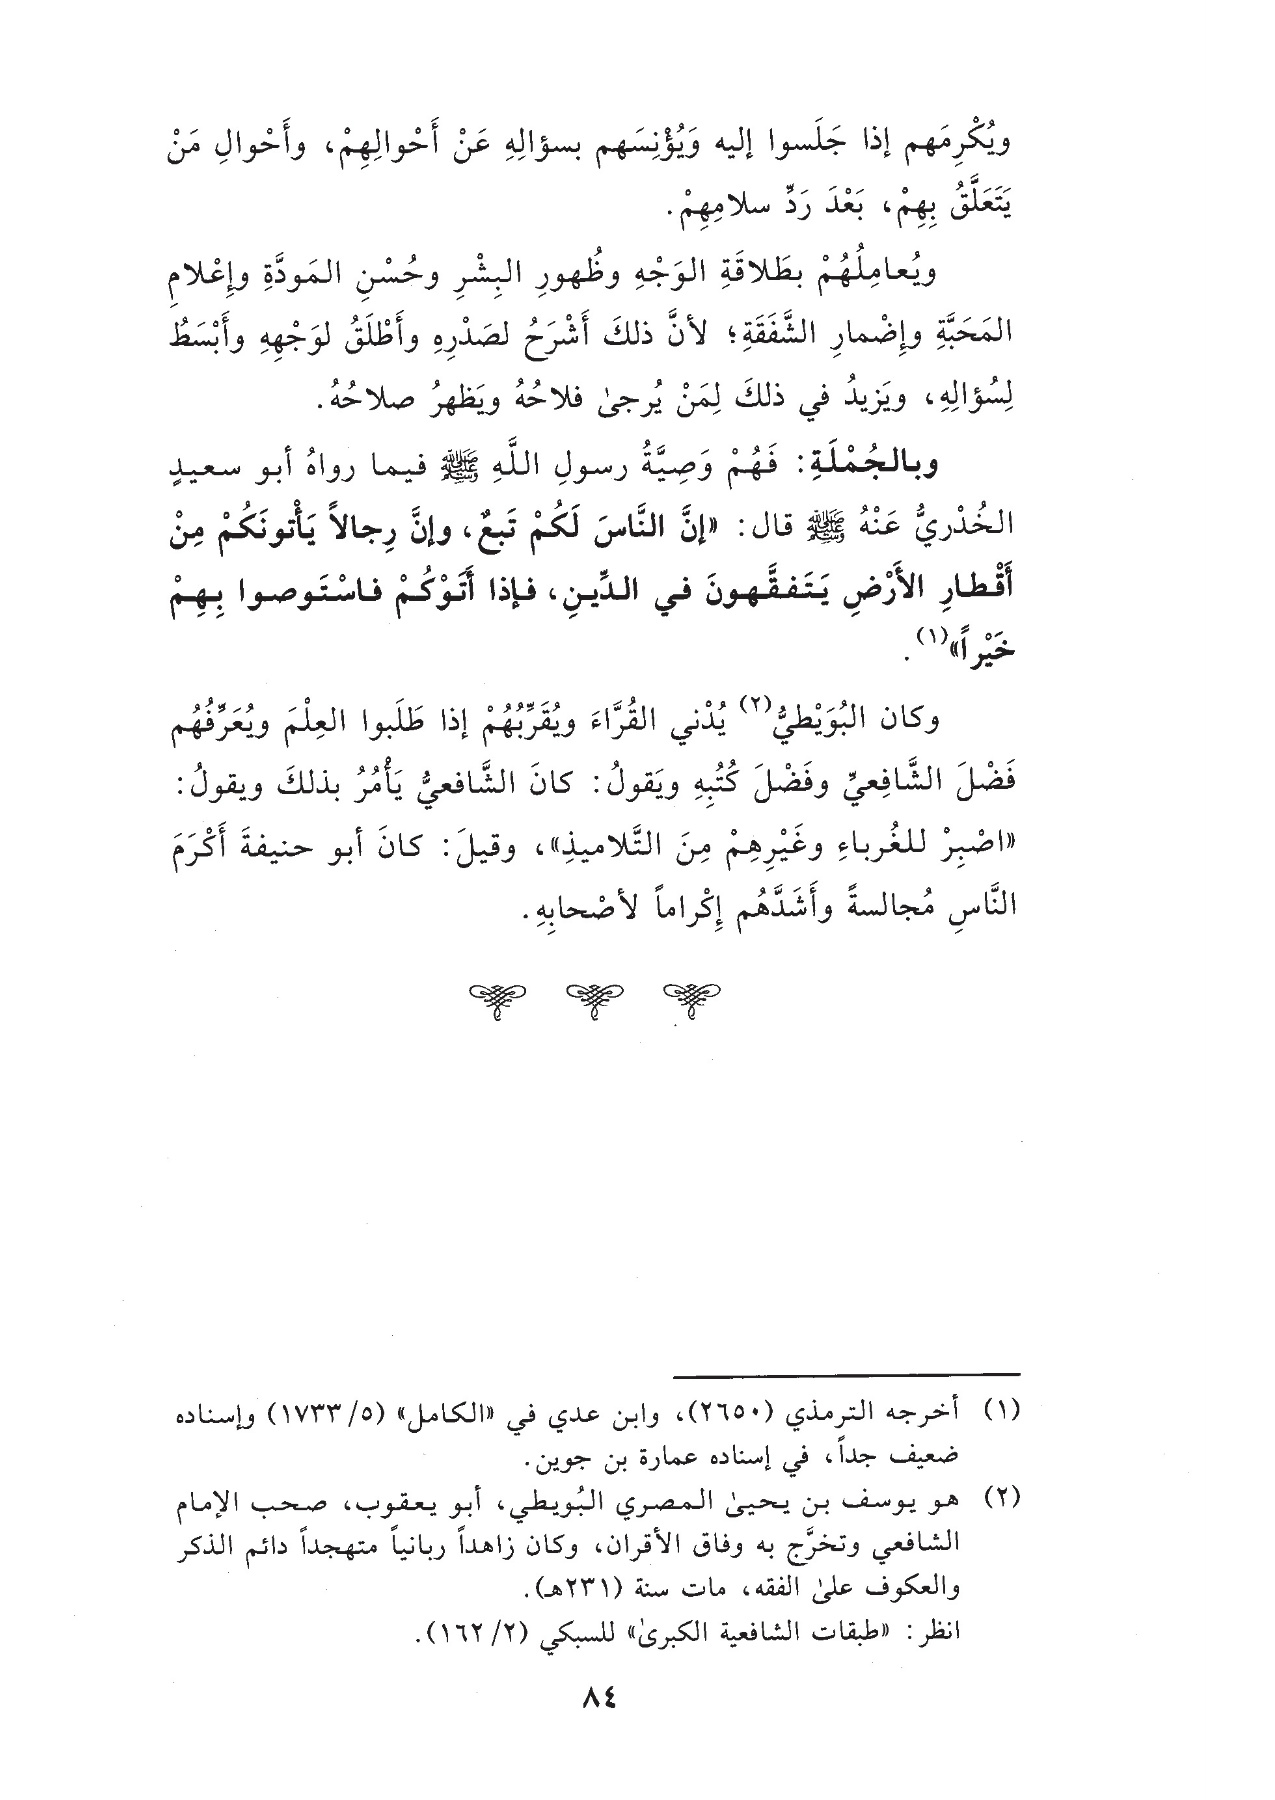 ويُكْرِمَهم إذا جَلَسوا إليه وَيُؤْنِسَهم بسؤالِهِ عَنْ أَحْوالِهِمْ، وأَحْوالِ مَنْ
يَتَعَلَّقُ بِهِمْ، بَعْدَ رَدِّ سلامِهِمْ.
ويُعامِلُهُمْ بطَلاقَةِ الوَجْهِ وظُهورِ البِشْرِ وحُسْنِ المَودَّةِ وإِعْلامِ
المَحَبَّةِ وإِضْمارِ الشَّفَقَةِ؛ لأنَّ ذلكَ أَشْرَحُ لصَدْرِهِ وأَطْلَقُ لوَجْهِهِ وأَبْسَطُ
لِسُؤالِهِ، ويَزيدُ في ذلكَ لِمَنْ يُرجىٰ فلاحُهُ ويَظهرُ صلاحُهُ.
وبالجُمْلَةِ: فَهُمْ وَصِيَّةُ رسولِ اللَّهِ ﷺ فيما رواهُ أبو سعيدٍ
الخُدْريُّ عَنْهُ ﷺ قال: «إنَّ النَّاسَ لَكُمْ تَبعٌ، وإنَّ رِجالاً يَأْتونَكُمْ مِنْ
أَقْطارِ الأَرْضِ يَتَفقَّهونَ في الدِّينِ، فإذا أَتَوْكُمْ فاسْتَوصوا بِهِمْ
خَيْراً»(١).
وكان البُوَيْطيُّ(٢) يُدْني القُرَّاءَ ويُقَرِّبُهُمْ إذا طَلَبوا العِلْمَ ويُعَرِّفُهُم
فَضْلَ الشَّافِعيِّ وفَضْلَ كُتُبِهِ ويَقولُ: كانَ الشَّافعيُّ يَأْمُرُ بذلكَ ويقولُ:
«اصْبِرْ للغُرباءِ وغَيْرِهِمْ مِنَ التَّلاميذِ»، وقيلَ: كانَ أبو حنيفةَ أَكْرَمَ
النَّاسِ مُجالسةً وأَشَدَّهُم إكْراماً لأصْحابِهِ.
(١) أخرجه الترمذي (٢٦٥٠)، وابن عدي في «الكامل» (٥/ ١٧٣٣) وإسناده
ضعيف جداً، في إسناده عمارة بن جوين.
(٢) هو يوسف بن يحيىٰ المصري البُويطي، أبو يعقوب، صحب الإمام
الشافعي وتخرَّج به وفاق الأقران، وكان زاهداً ربانياً متهجداً دائم الذكر
والعكوف علىٰ الفقه، مات سنة (٢٣١هـ).
انظر: «طبقات الشافعية الكبرىٰ» للسبكي (٢/ ١٦٢).
٨٤